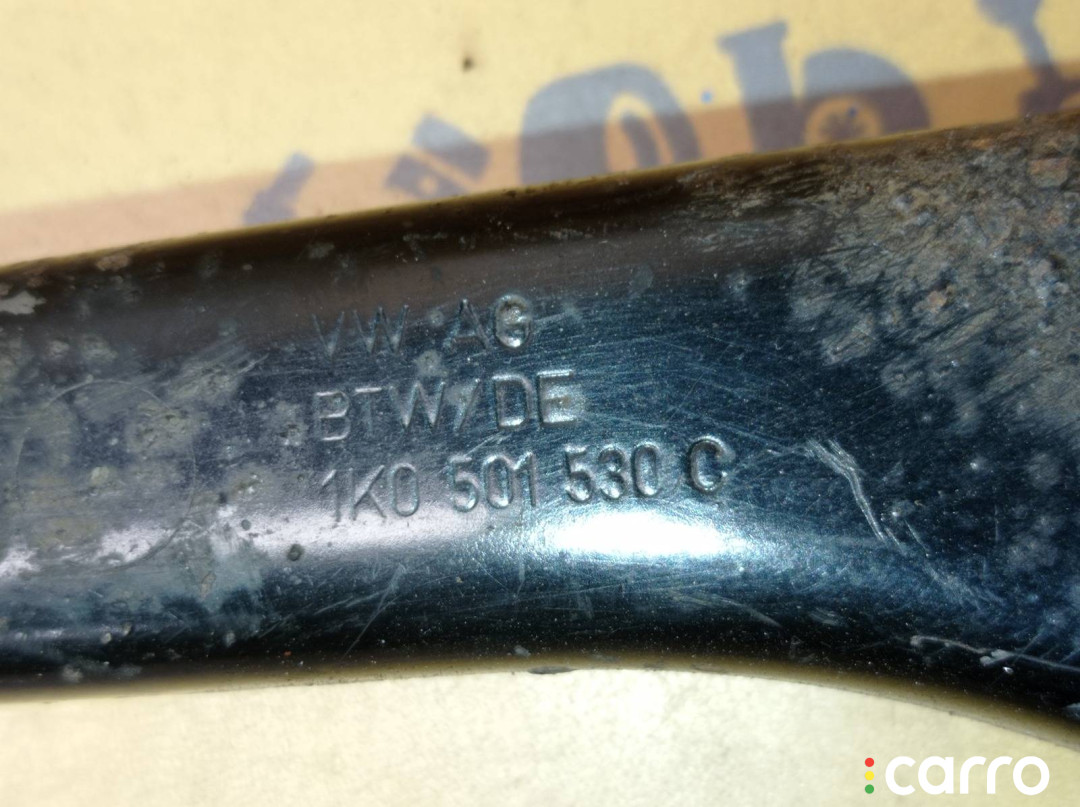 VW AG
BTW/DE
1K0 501 530 C
carro